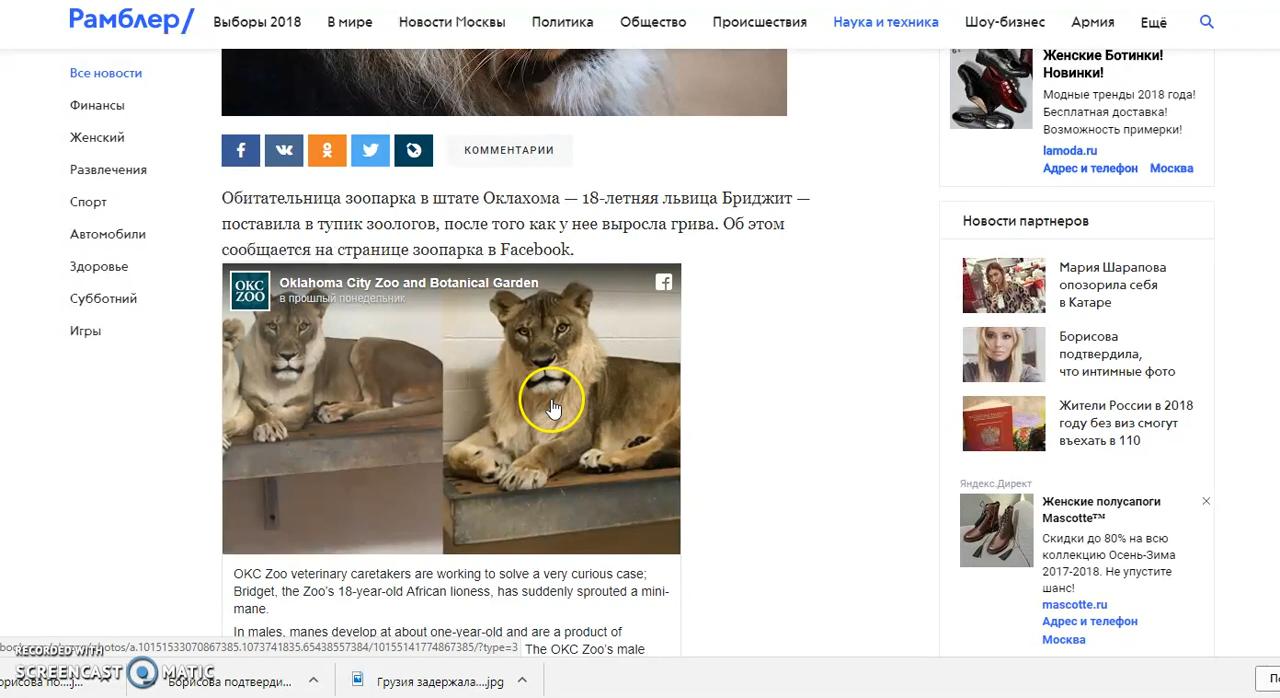 Рамблер/
Выборы 2018
В мире
Новости Москвы
Политика
Общество
Происшествия
Наука и техника
Шоу-бизнес
Армия
Ещё
Все новости
Финансы
Женский
Развлечения
Спорт
Автомобили
Здоровье
Субботний
Игры
КОММЕНТАРИИ
Обитательница зоопарка в штате Оклахома — 18-летняя львица Бриджит —
поставила в тупик зоологов, после того как у нее выросла грива. Об этом
сообщается на странице зоопарка в Facebook.
OKC
ZOO
Oklahoma City Zoo and Botanical Garden
в прошлый понедельник
OKC Zoo veterinary caretakers are working to solve a very curious case;
Bridget, the Zoo's 18-year-old African lioness, has suddenly sprouted a mini-
mane.
In males, manes develop at about one-year-old and are a product of
The OKC Zoo's male
Женские Ботинки!
Новинки!
Модные тренды 2018 года!
Бесплатная доставка!
Возможность примерки!
lamoda.ru
Адрес и телефон Москва
Новости партнеров
Мария Шарапова
опозорила себя
в Катаре
Борисова
подтвердила,
что интимные фото
Жители России в 2018
году без виз смогут
въехать в 110
Яндекс.Директ
Женские полусапоги
Mascotte™
Скидки до 80% на всю
коллекцию Осень-Зима
2017-2018. Не упустите
шанс!
mascotte.ru
Адрес и телефон
Москва
photos/a.10151533070867385.1073741835.65438557384/10155141774867385/?type=3
RECORDED WITH
SCREENCAST MATIC
Борисова подтверди...
Грузия задержала....jpg